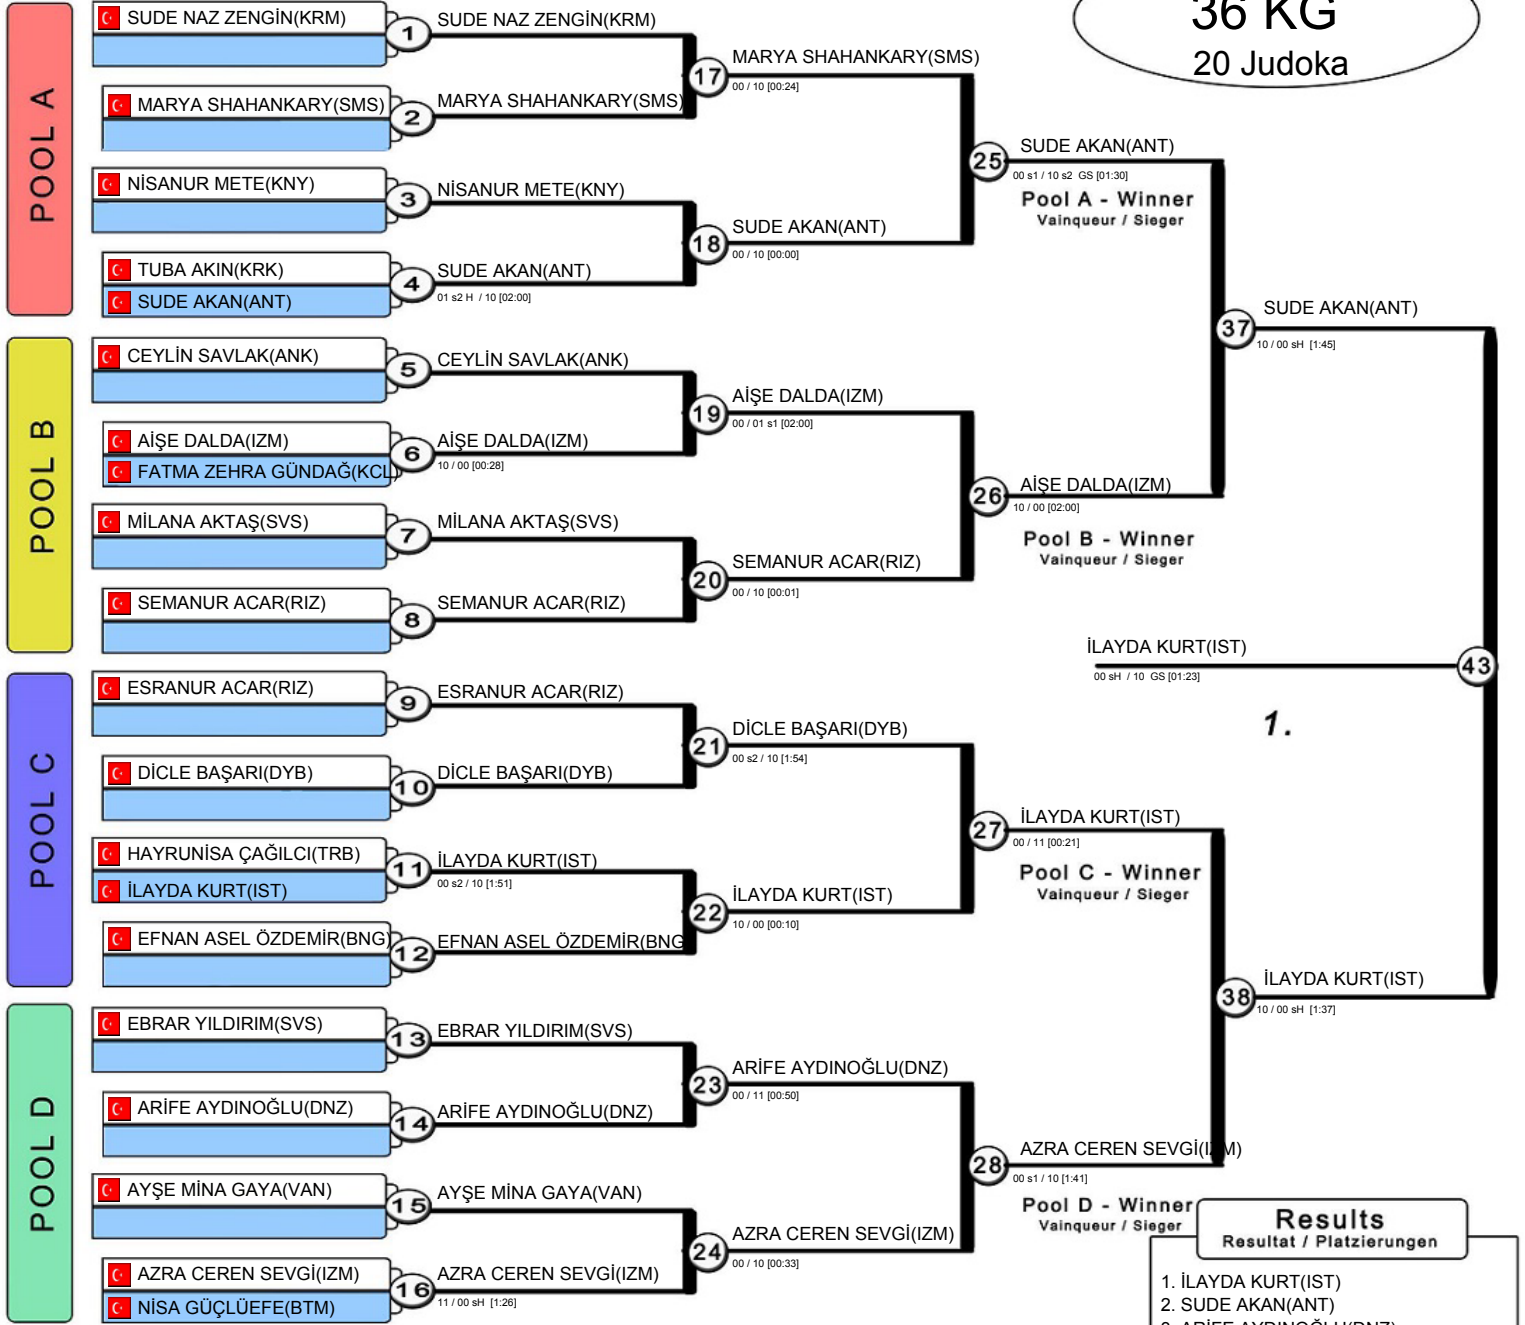 36 KG
20 Judoka
POOL A
SUDE NAZ ZENGİN(KRM)
1
SUDE NAZ ZENGİN(KRM)
MARYA SHAHANKARY(SMS)
2
MARYA SHAHANKARY(SMS)
17
MARYA SHAHANKARY(SMS)
00 / 10 [00:24]
NİSANUR METE(KNY)
3
NİSANUR METE(KNY)
TUBA AKIN(KRK)
SUDE AKAN(ANT)
4
SUDE AKAN(ANT)
01 s2 H / 10 [02:00]
18
SUDE AKAN(ANT)
00 / 10 [00:00]
25
SUDE AKAN(ANT)
00 s1 / 10 s2 GS [01:30]
Pool A - Winner
Vainqueur / Sieger
POOL B
CEYLİN SAVLAK(ANK)
5
CEYLİN SAVLAK(ANK)
AİŞE DALDA(IZM)
FATMA ZEHRA GÜNDAĞ(KCL)
6
AİŞE DALDA(IZM)
10 / 00 [00:28]
19
AİŞE DALDA(IZM)
00 / 01 s1 [02:00]
MİLANA AKTAŞ(SVS)
7
MİLANA AKTAŞ(SVS)
SEMANUR ACAR(RIZ)
8
SEMANUR ACAR(RIZ)
20
SEMANUR ACAR(RIZ)
00 / 10 [00:01]
26
AİŞE DALDA(IZM)
10 / 00 [02:00]
Pool B - Winner
Vainqueur / Sieger
37
SUDE AKAN(ANT)
10 / 00 sH [1:45]
POOL C
ESRANUR ACAR(RIZ)
9
ESRANUR ACAR(RIZ)
DİCLE BAŞARI(DYB)
10
DİCLE BAŞARI(DYB)
21
DİCLE BAŞARI(DYB)
00 s2 / 10 [1:54]
HAYRUNİSA ÇAĞILCI(TRB)
İLAYDA KURT(IST)
11
İLAYDA KURT(IST)
00 s2 / 10 [1:51]
EFNAN ASEL ÖZDEMİR(BNG)
12
EFNAN ASEL ÖZDEMİR(BNG
22
İLAYDA KURT(IST)
10 / 00 [00:10]
27
İLAYDA KURT(IST)
00 / 11 [00:21]
Pool C - Winner
Vainqueur / Sieger
POOL D
EBRAR YILDIRIM(SVS)
13
EBRAR YILDIRIM(SVS)
ARİFE AYDINOĞLU(DNZ)
14
ARİFE AYDINOĞLU(DNZ)
23
ARİFE AYDINOĞLU(DNZ)
00 / 11 [00:50]
AYŞE MİNA GAYA(VAN)
15
AYŞE MİNA GAYA(VAN)
AZRA CEREN SEVGİ(IZM)
NİSA GÜÇLÜEFE(BTM)
16
AZRA CEREN SEVGİ(IZM)
11 / 00 sH [1:26]
24
AZRA CEREN SEVGİ(IZM)
00 / 10 [00:33]
28
AZRA CEREN SEVGİ(IZM)
00 s1 / 10 [1:41]
Pool D - Winner
Vainqueur / Sieger
38
İLAYDA KURT(IST)
10 / 00 sH [1:37]
İLAYDA KURT(IST)
43
00 sH / 10 GS [01:23]
1.
Results
Resultat / Platzierungen
1. İLAYDA KURT(IST)
2. SUDE AKAN(ANT)
3. ARİFE AYDINOĞLU(DNZ)